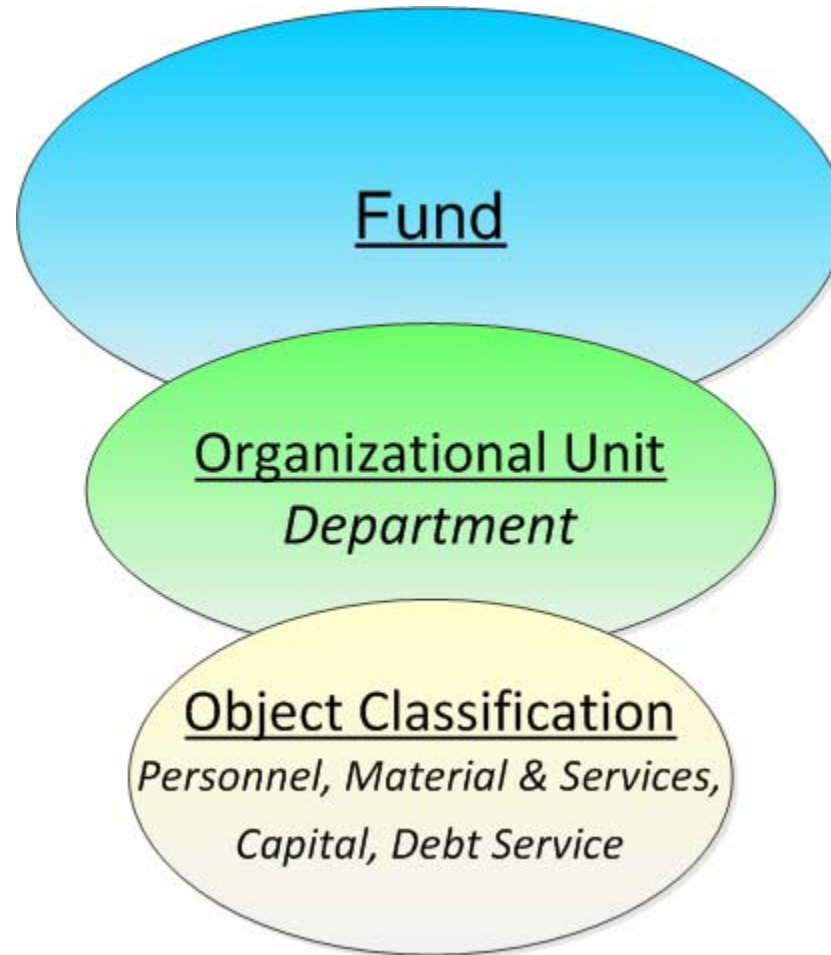 Fund
Organizational Unit
Department
Object Classification
Personnel, Material & Services,
Capital, Debt Service